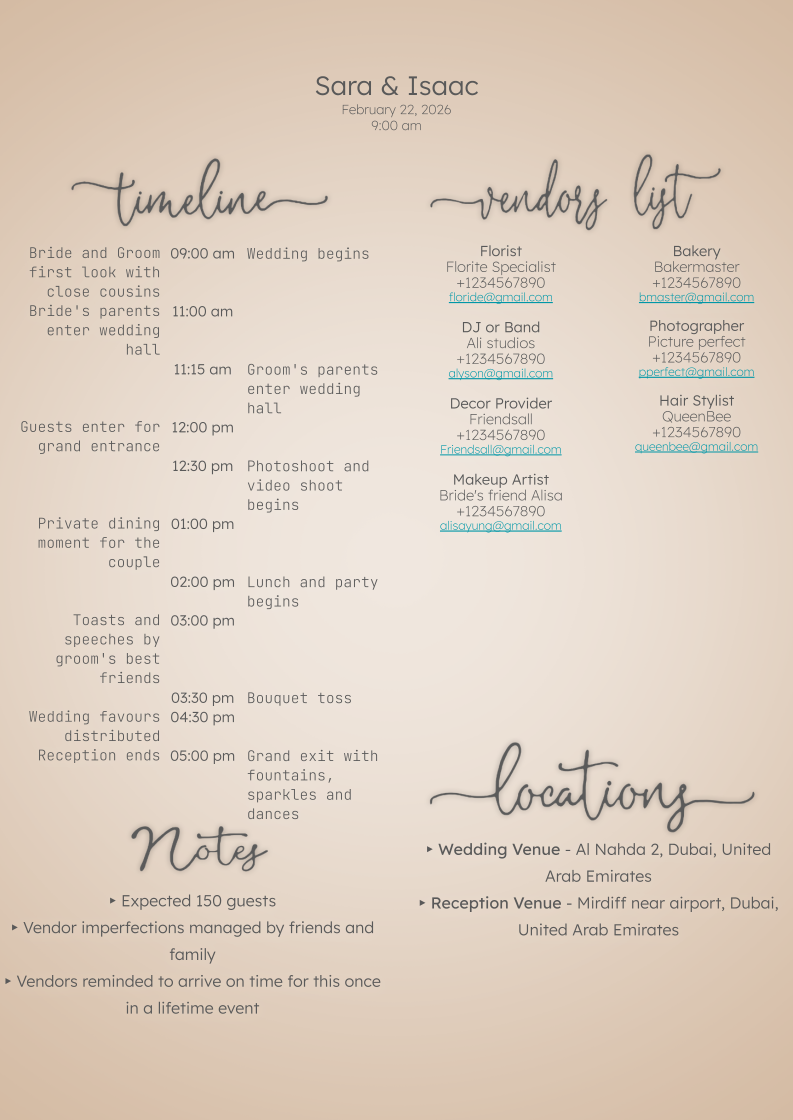 Sara & Isaac
February 22, 2026
9:00 am
timeline
Bride and Groom 09:00 am Wedding begins
first look with
close cousins
Bride's parents 11:00 am
enter wedding
hall
11:15 am Groom's parents
enter wedding
hall
Guests enter for 12:00 pm
grand entrance
12:30 pm Photoshoot and
video shoot
begins
Private dining 01:00 pm
moment for the
couple
02:00 pm Lunch and party
begins
Toasts and 03:00 pm
speeches by
groom's best
friends
03:30 pm Bouquet toss
Wedding favours 04:30 pm
distributed
Reception ends 05:00 pm Grand exit with
fountains,
sparkles and
dances
Notes
‣ Expected 150 guests
‣ Vendor imperfections managed by friends and
family
‣ Vendors reminded to arrive on time for this once
in a lifetime event
vendors list
Florist
Florite Specialist
+1234567890
floride@gmail.com
DJ or Band
Ali studios
+1234567890
alyson@gmail.com
Decor Provider
Friendsall
+1234567890
Friendsall@gmail.com
Makeup Artist
Bride's friend Alisa
+1234567890
alisayung@gmail.com
Bakery
Bakermaster
+1234567890
bmaster@gmail.com
Photographer
Picture perfect
+1234567890
pperfect@gmail.com
Hair Stylist
QueenBee
+1234567890
queenbee@gmail.com
locations
‣ Wedding Venue - Al Nahda 2, Dubai, United
Arab Emirates
‣ Reception Venue - Mirdiff near airport, Dubai,
United Arab Emirates